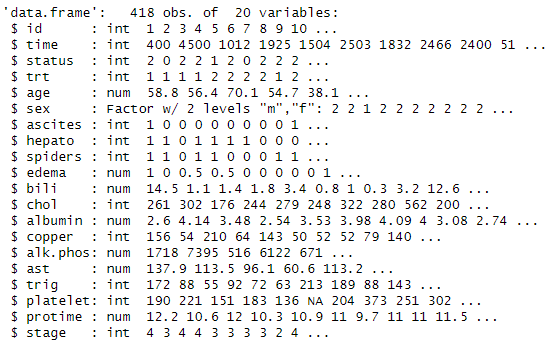 'data.frame':   418 obs. of  20 variables:
 $ id      : int  1 2 3 4 5 6 7 8 9 10 ...
 $ time    : int  400 4500 1012 1925 1504 2503 1832 2466 2400 51 ...
 $ status  : int  2 0 2 2 1 2 0 2 2 2 ...
 $ trt     : int  1 1 1 1 2 2 2 2 1 2 ...
 $ age     : num  58.8 56.4 70.1 54.7 38.1 ...
 $ sex     : Factor w/ 2 levels "m","f": 2 2 1 2 2 2 2 2 2 2 ...
 $ ascites : int  1 0 0 0 0 0 0 0 0 1 ...
 $ hepato  : int  1 1 0 1 1 1 1 0 0 0 ...
 $ spiders : int  1 1 0 1 1 0 0 0 1 1 ...
 $ edema   : num  1 0 0.5 0.5 0 0 0 0 0 1 ...
 $ bili    : num  14.5 1.1 1.4 1.8 3.4 0.8 1 0.3 3.2 12.6 ...
 $ chol    : int  261 302 176 244 279 248 322 280 562 200 ...
 $ albumin : num  2.6 4.14 3.48 2.54 3.53 3.98 4.09 4 3.08 2.74 ...
 $ copper  : int  156 54 210 64 143 50 52 52 79 140 ...
 $ alk.phos: num  1718 7395 516 6122 671 ...
 $ ast     : num  137.9 113.5 96.1 60.6 113.2 ...
 $ trig    : int  172 88 55 92 72 63 213 189 88 143 ...
 $ platelet: int  190 221 151 183 136 NA 204 373 251 302 ...
 $ protime : num  12.2 10.6 12 10.3 10.9 11 9.7 11 11 11.5 ...
 $ stage   : int  4 3 4 4 3 3 3 3 2 4 ...